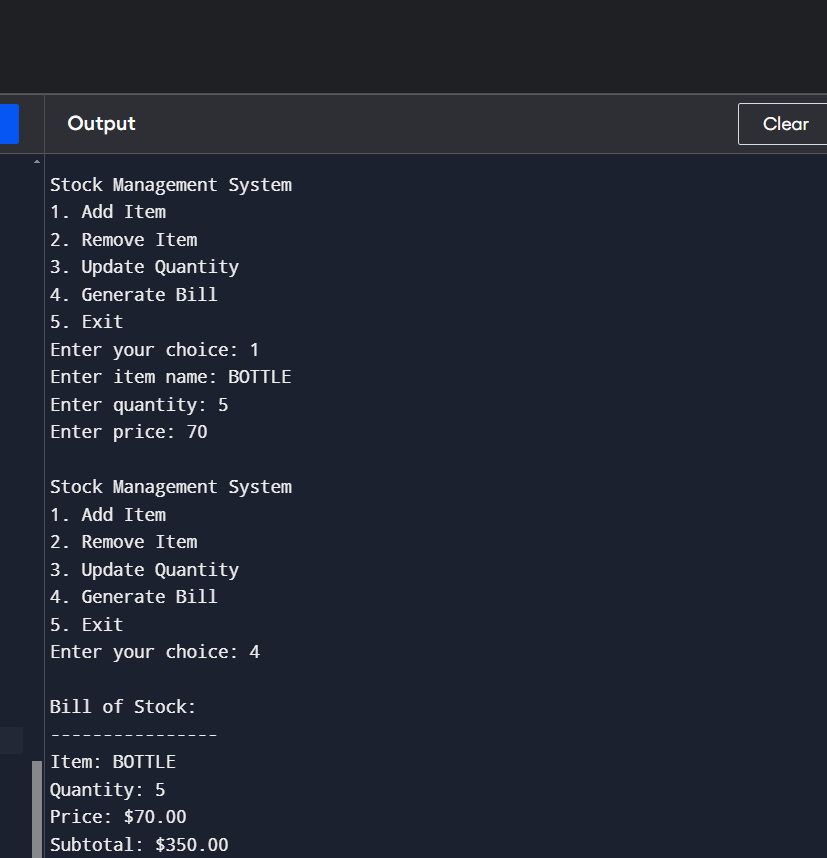 Output
Clear
Stock Management System
1. Add Item
2. Remove Item
3. Update Quantity
4. Generate Bill
5. Exit
Enter your choice: 1
Enter item name: BOTTLE
Enter quantity: 5
Enter price: 70
Stock Management System
1. Add Item
2. Remove Item
3. Update Quantity
4. Generate Bill
5. Exit
Enter your choice: 4
Bill of Stock:
----------------
Item: BOTTLE
Quantity: 5
Price: $70.00
Subtotal: $350.00